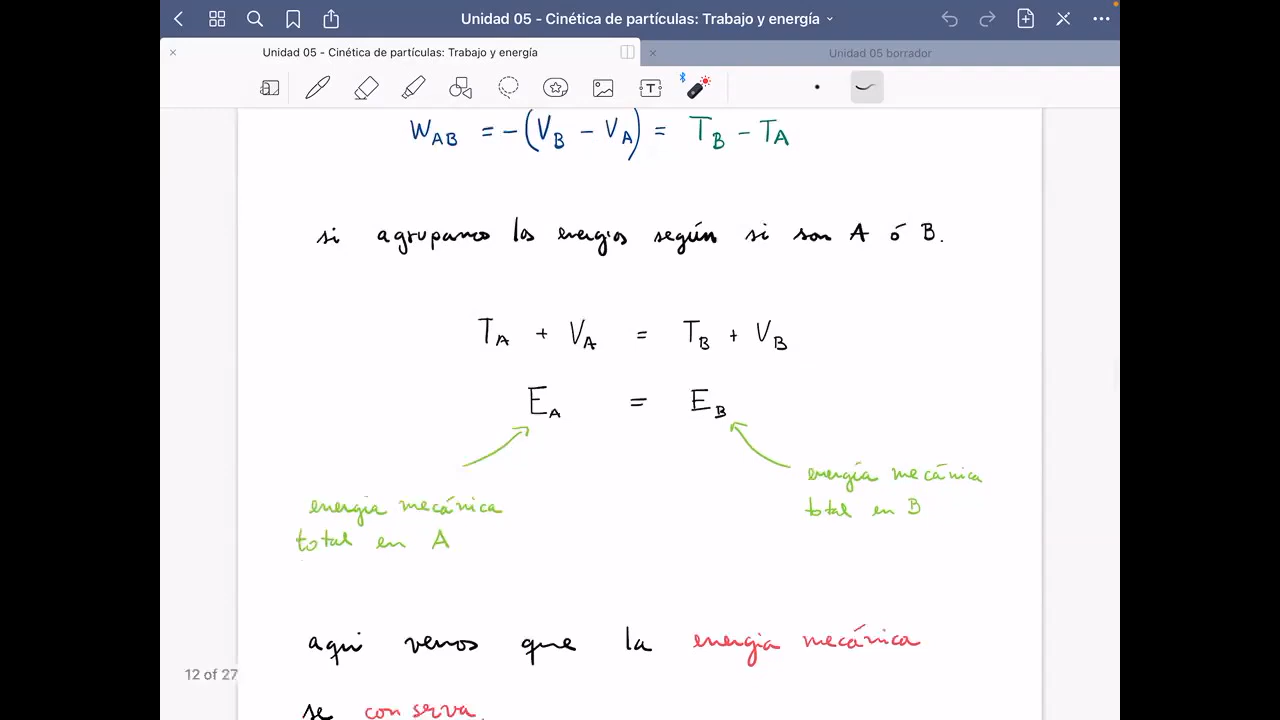 Unidad 05 - Cinética de partículas: Trabajo y energía
Unidad 05 - Cinética de partículas: Trabajo y energía
Unidad 05 borrador
W_AB = -(V_B - V_A) = T_B - T_A
si agrupamos las energías según si son A ó B.
T_A + V_A = T_B + V_B
E_A = E_B
energía mecánica
total en B
energía mecánica
total en A
aqui vemos que la energía mecánica
se conserva.
12 of 27